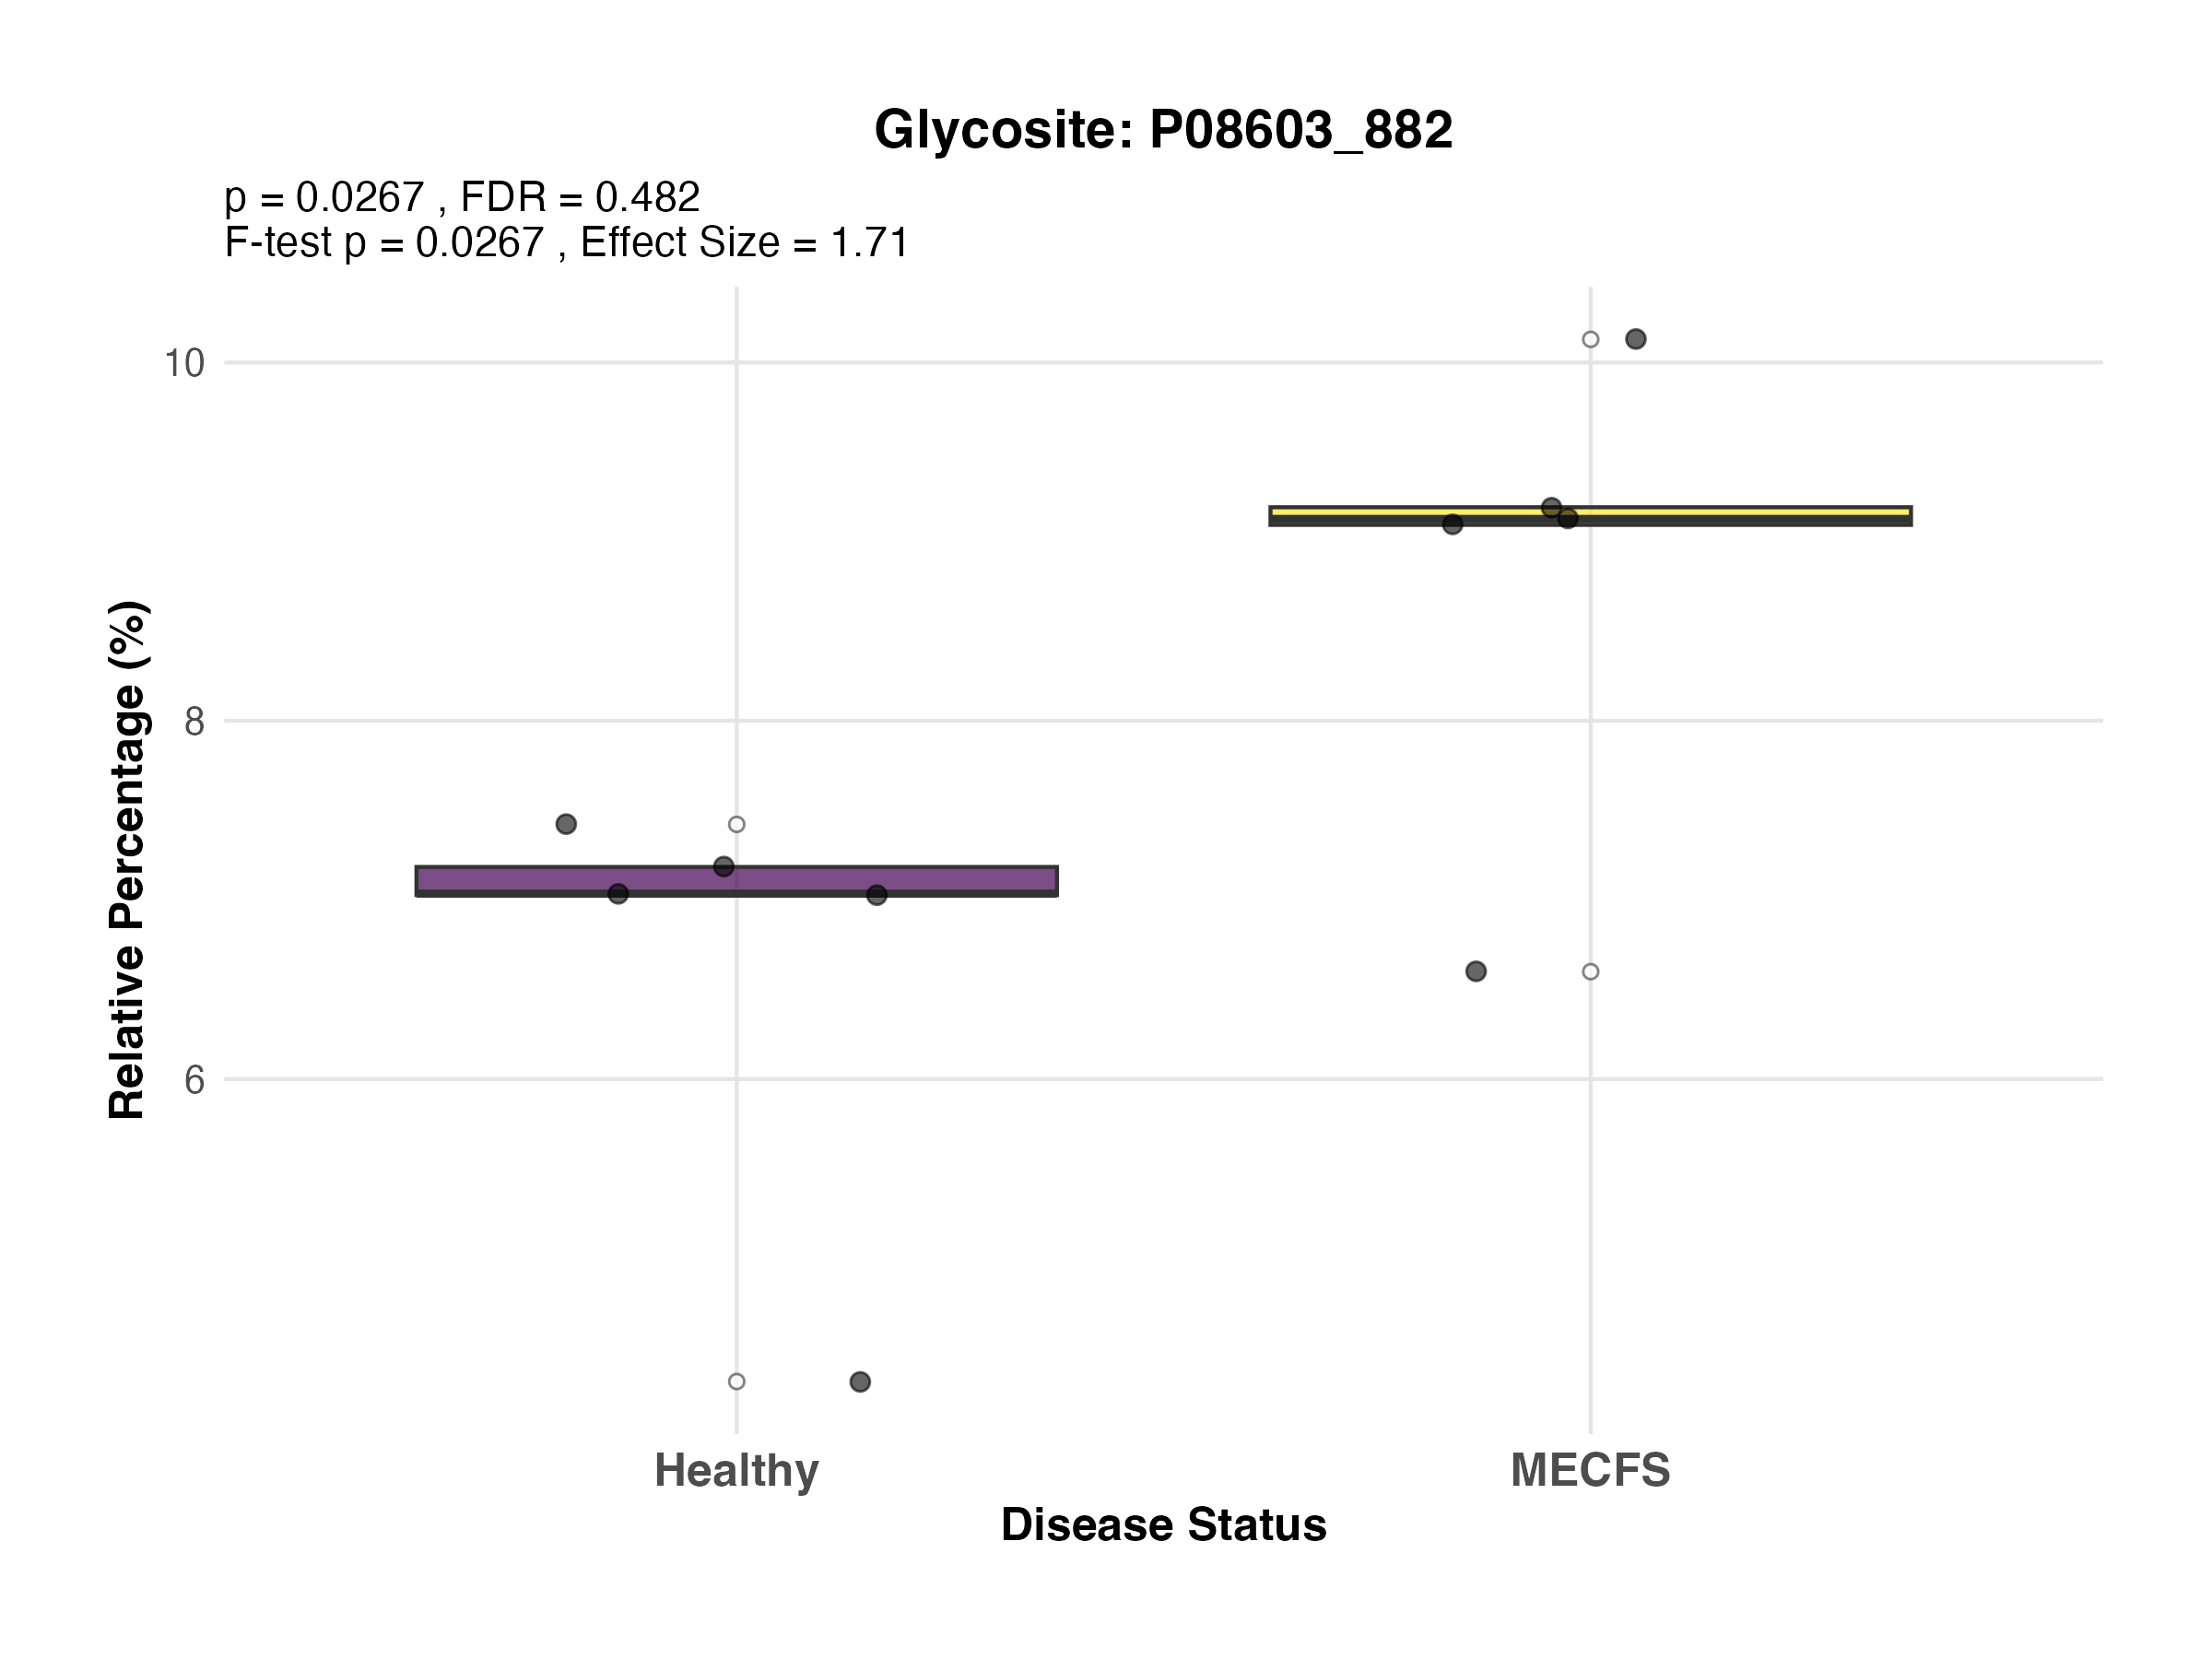 Glycosite: P08603_882
p = 0.0267 , FDR = 0.482
F-test p = 0.0267 , Effect Size = 1.71
Relative Percentage (%)
10
8
6
Healthy
MECFS
Disease Status